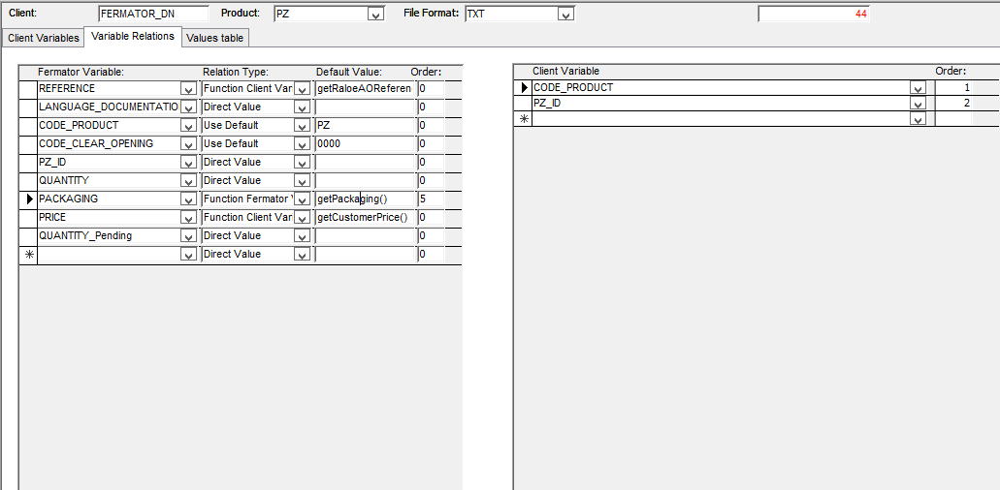 Client: FERMATOR_DN Product: PZ File Format: TXT 44
Client Variables Variable Relations Values table
Fermator Variable: Relation Type: Default Value: Order:
REFERENCE Function Client Var getRaloeAOReferen 0
LANGUAGE_DOCUMENTATIO Direct Value 0
CODE_PRODUCT Use Default PZ 0
CODE_CLEAR_OPENING Use Default 0000 0
PZ_ID Direct Value 0
QUANTITY Direct Value 0
PACKAGING Function Fermator V getPackaging() 5
PRICE Function Client Var getCustomerPrice() 0
QUANTITY_Pending Direct Value 0
Direct Value 0
Client Variable Order:
CODE_PRODUCT 1
PZ_ID 2